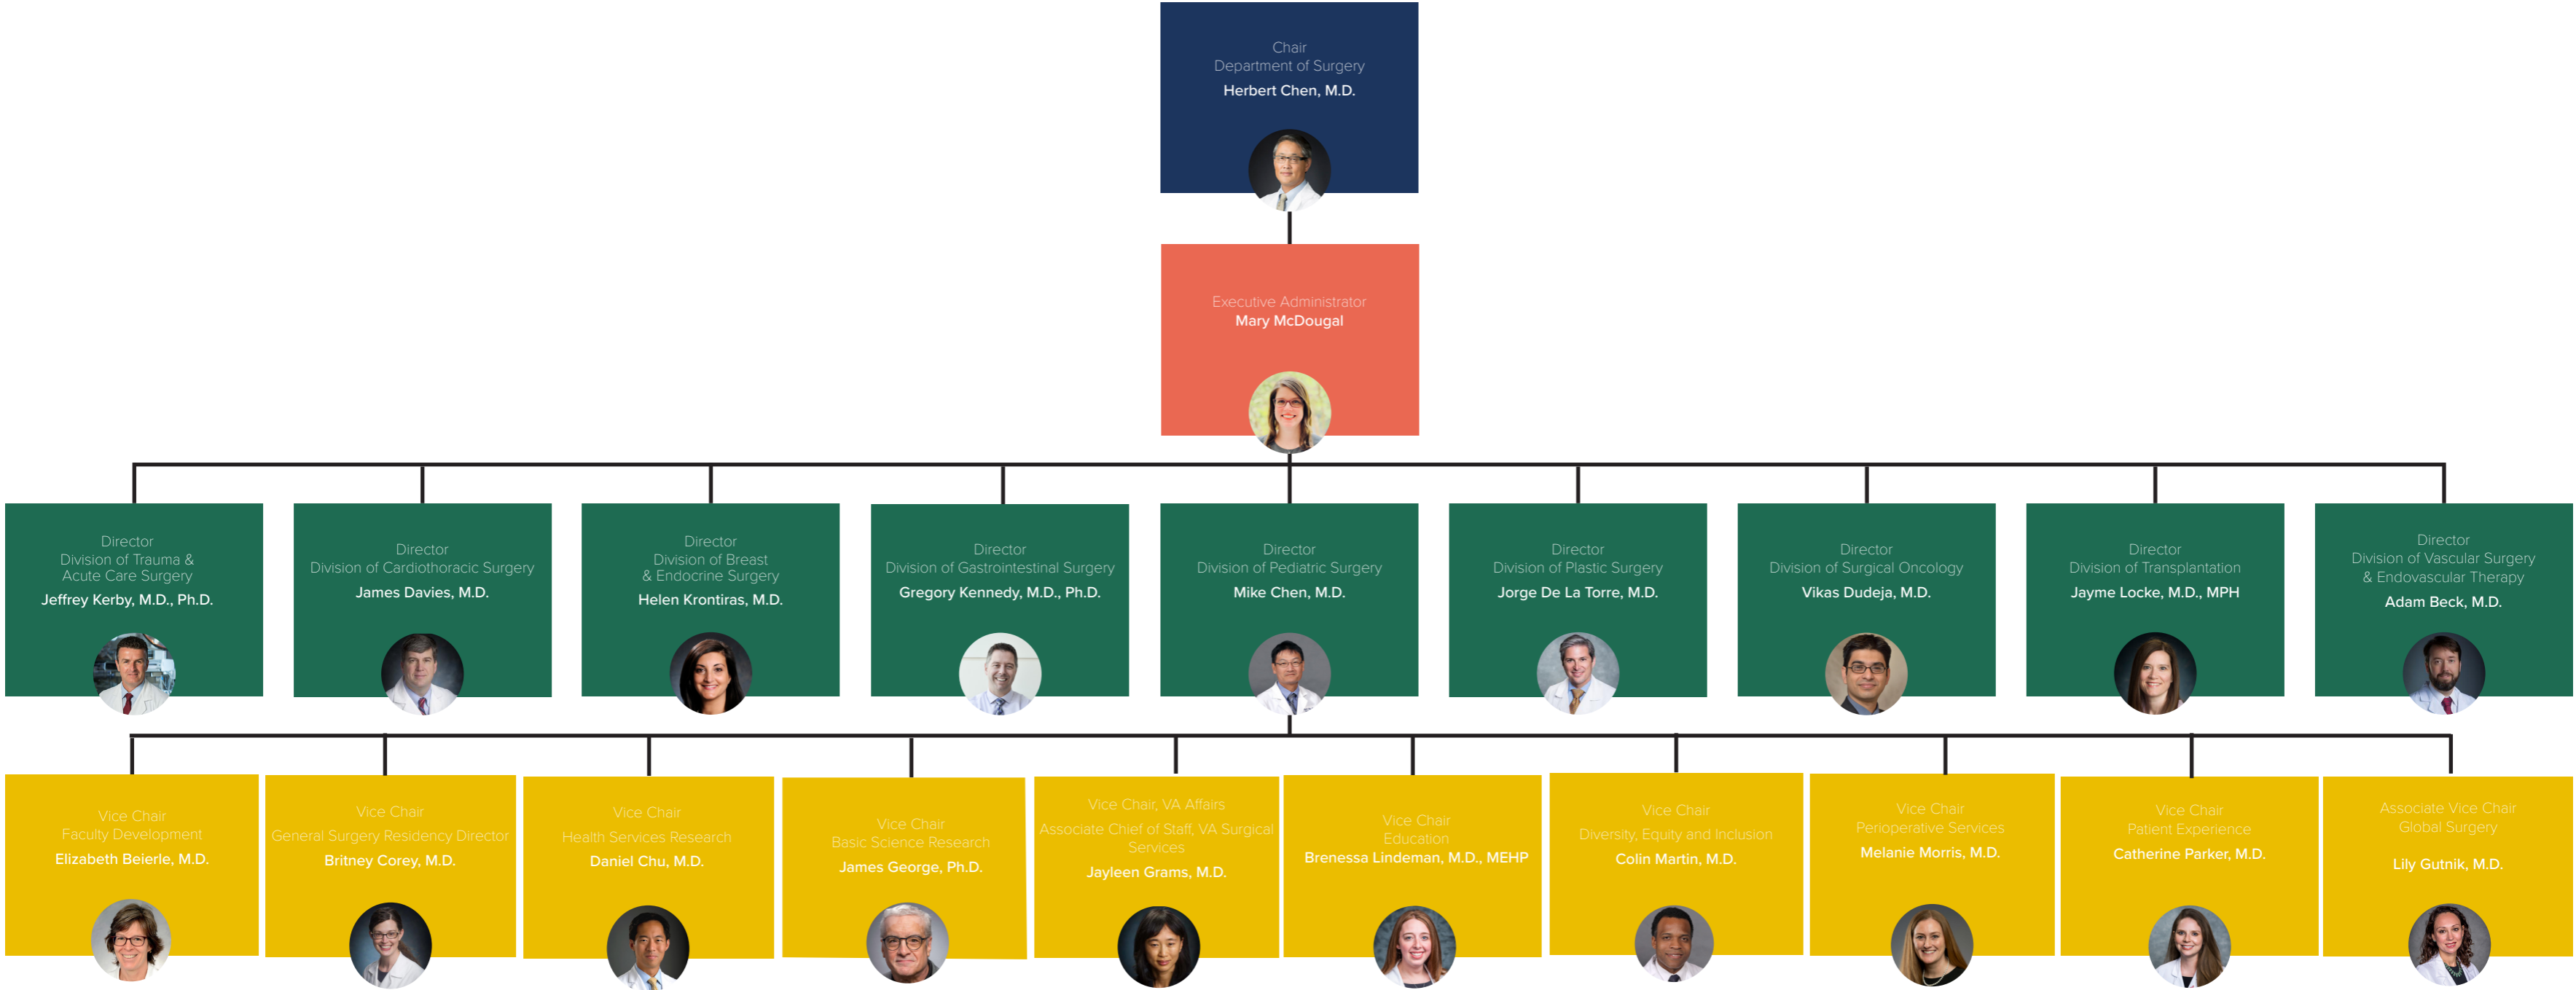 Chair
Department of Surgery
Herbert Chen, M.D.
Executive Administrator
Mary McDougal
Director
Division of Trauma &
Acute Care Surgery
Jeffrey Kerby, M.D., Ph.D.
Director
Division of Cardiothoracic Surgery
James Davies, M.D.
Director
Division of Breast
& Endocrine Surgery
Helen Krontiras, M.D.
Director
Division of Gastrointestinal Surgery
Gregory Kennedy, M.D., Ph.D.
Director
Division of Pediatric Surgery
Mike Chen, M.D.
Director
Division of Plastic Surgery
Jorge De La Torre, M.D.
Director
Division of Surgical Oncology
Vikas Dudeja, M.D.
Director
Division of Transplantation
Jayme Locke, M.D., MPH
Director
Division of Vascular Surgery
& Endovascular Therapy
Adam Beck, M.D.
Vice Chair
Faculty Development
Elizabeth Beierle, M.D.
Vice Chair
General Surgery Residency Director
Britney Corey, M.D.
Vice Chair
Health Services Research
Daniel Chu, M.D.
Vice Chair
Basic Science Research
James George, Ph.D.
Vice Chair, VA Affairs
Associate Chief of Staff, VA Surgical
Services
Jayleen Grams, M.D.
Vice Chair
Education
Brenessa Lindeman, M.D., MEHP
Vice Chair
Diversity, Equity and Inclusion
Colin Martin, M.D.
Vice Chair
Perioperative Services
Melanie Morris, M.D.
Vice Chair
Patient Experience
Catherine Parker, M.D.
Associate Vice Chair
Global Surgery
Lily Gutnik, M.D.